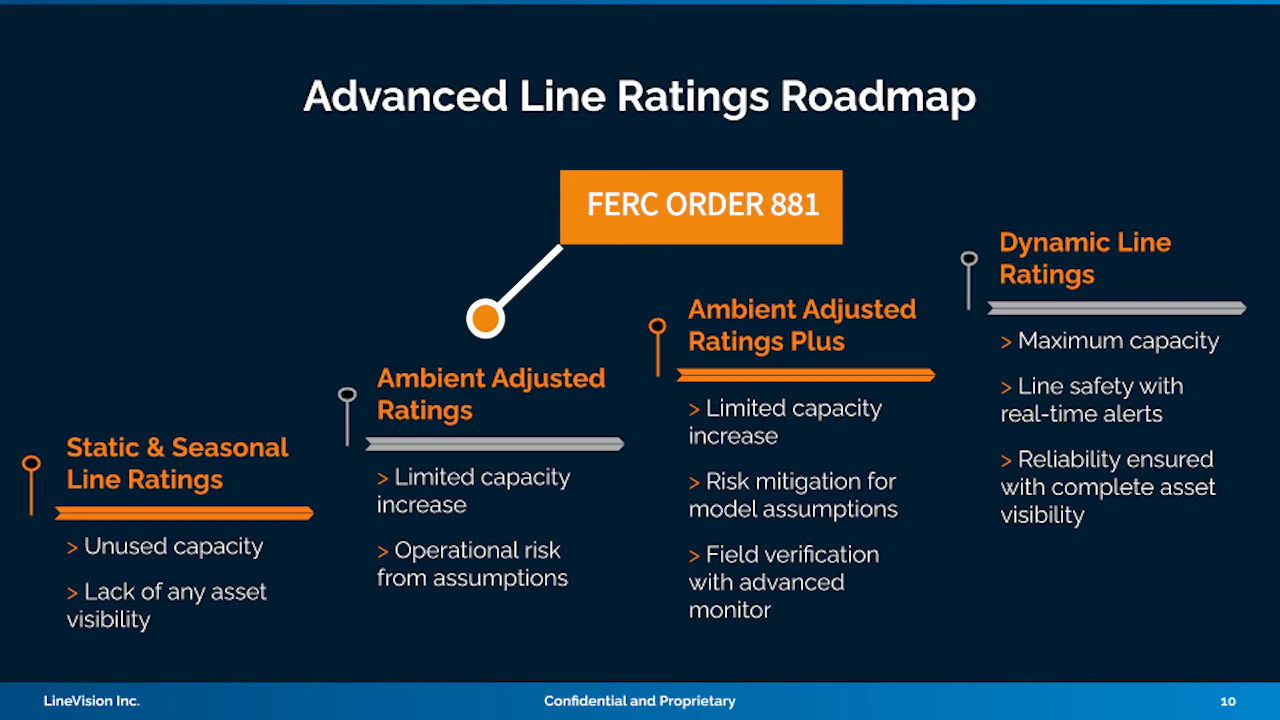 Advanced Line Ratings Roadmap
FERC ORDER 881
Static & Seasonal
Line Ratings
> Unused capacity
> Lack of any asset
visibility
Ambient Adjusted
Ratings
> Limited capacity
increase
> Operational risk
from assumptions
Ambient Adjusted
Ratings Plus
> Limited capacity
increase
> Risk mitigation for
model assumptions
> Field verification
with advanced
monitor
Dynamic Line
Ratings
> Maximum capacity
> Line safety with
real-time alerts
> Reliability ensured
with complete asset
visibility
LineVision Inc.
Confidential and Proprietary
10